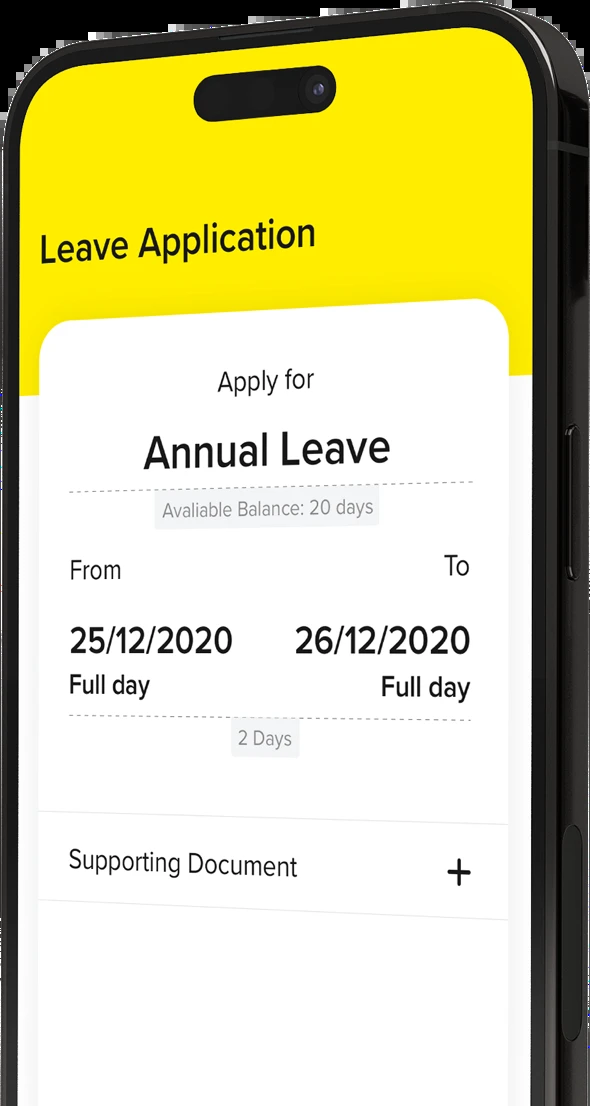 Leave Application
Apply for
Annual Leave
Avaliable Balance: 20 days
From To
25/12/2020 26/12/2020
Full day Full day
2 Days
Supporting Document +